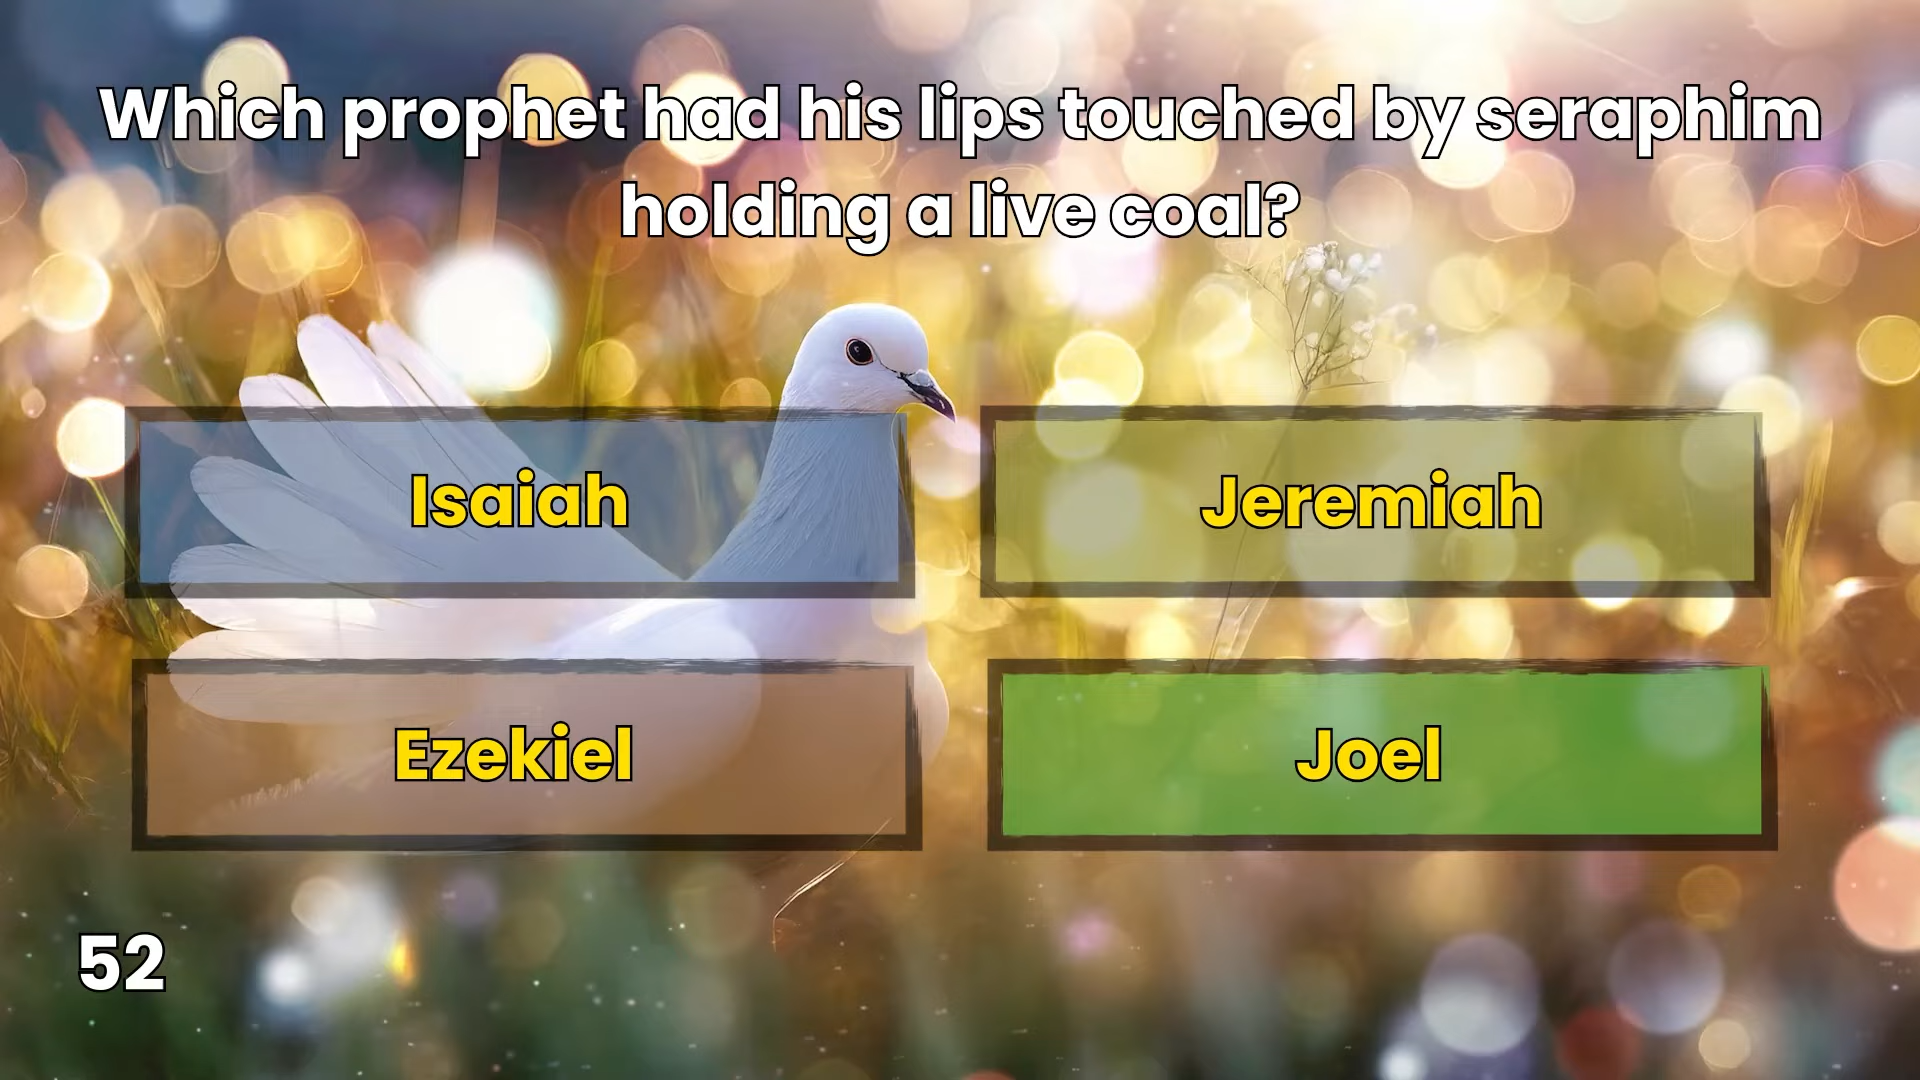 Which prophet had his lips touched by seraphim
holding a live coal?
Isaiah
Jeremiah
Ezekiel
Joel
52